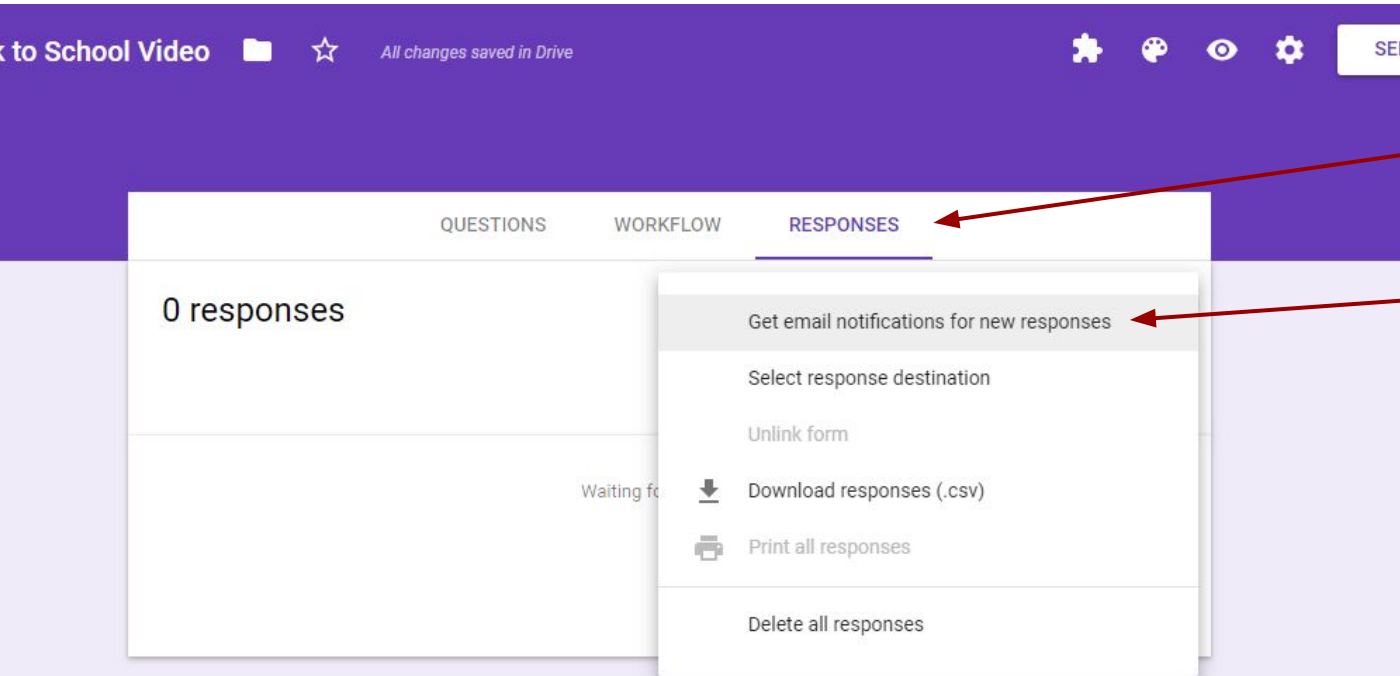 k to School Video All changes saved in Drive SE
QUESTIONS WORKFLOW RESPONSES
0 responses
Get email notifications for new responses
Select response destination
Unlink form
Waiting fo
Download responses (.csv)
Print all responses
Delete all responses